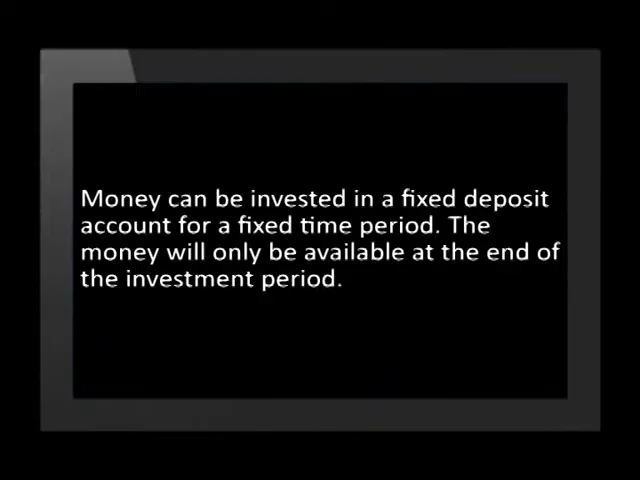 Money can be invested in a fixed deposit
account for a fixed time period. The
money will only be available at the end of
the investment period.